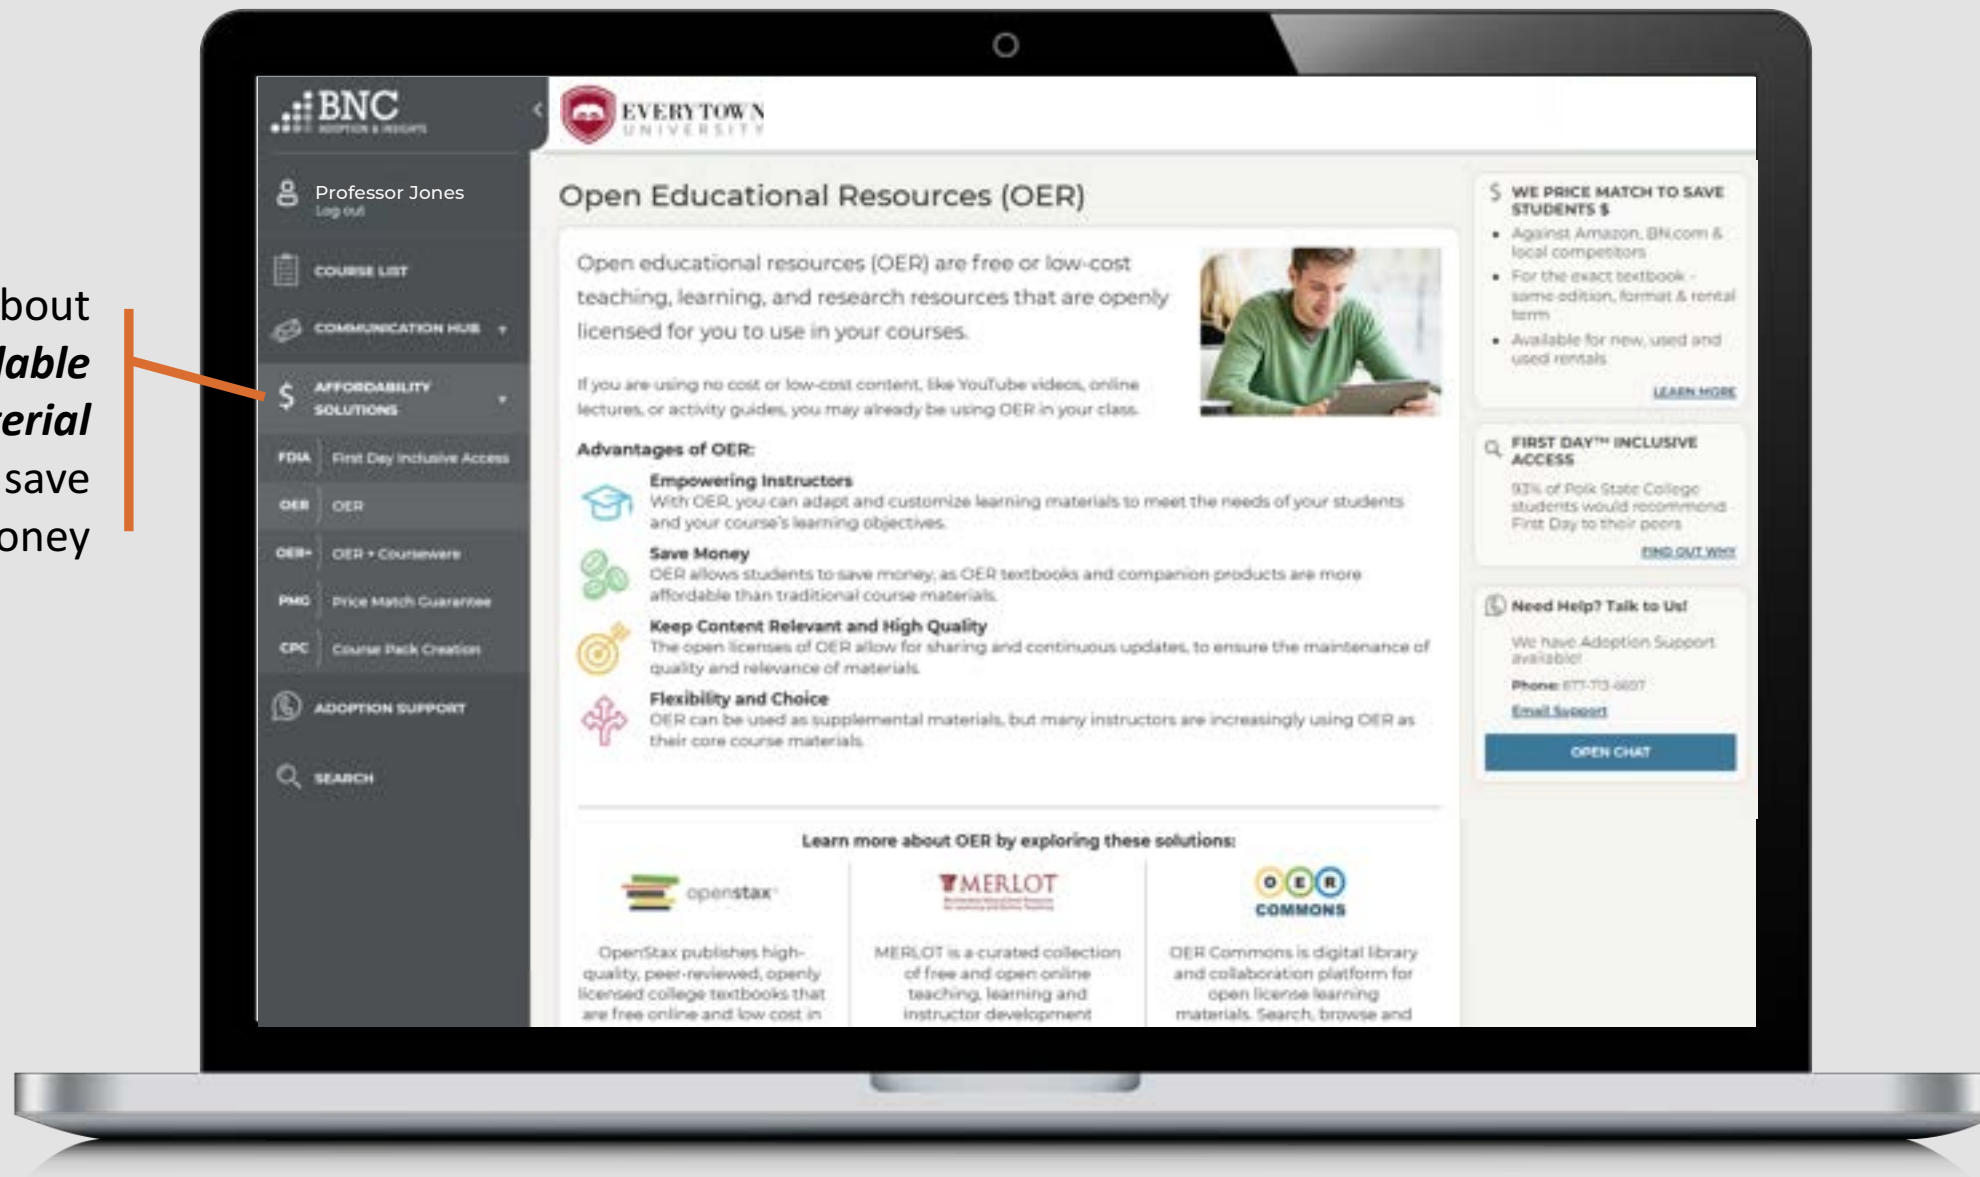 bout
lable
erial
save
oney
BNC
ADOPTION & INSIGHTS
EVERYTOWN
UNIVERSITY
Professor Jones
Log out
COURSE LIST
COMMUNICATION HUB
AFFORDABILITY
SOLUTIONS
FDIA First Day Inclusive Access
OER OER
OER+ OER + Courseware
PMG Price Match Guarantee
CPC Course Pack Creation
ADOPTION SUPPORT
SEARCH
Open Educational Resources (OER)
Open educational resources (OER) are free or low-cost
teaching, learning, and research resources that are openly
licensed for you to use in your courses.
If you are using no cost or low-cost content, like YouTube videos, online
lectures, or activity guides, you may already be using OER in your class.
Advantages of OER:
Empowering Instructors
With OER, you can adapt and customize learning materials to meet the needs of your students
and your course's learning objectives.
Save Money
OER allows students to save money, as OER textbooks and companion products are more
affordable than traditional course materials.
Keep Content Relevant and High Quality
The open licenses of OER allow for sharing and continuous updates, to ensure the maintenance of
quality and relevance of materials.
Flexibility and Choice
OER can be used as supplemental materials, but many instructors are increasingly using OER as
their core course materials.
Learn more about OER by exploring these solutions:
openstax
OpenStax publishes high-
quality, peer-reviewed, openly
licensed college textbooks that
are free online and low cost in
MERLOT
MERLOT is a curated collection
of free and open online
teaching, learning and
instructor development
OER
COMMONS
OER Commons is digital library
and collaboration platform for
open license learning
materials. Search, browse and
$ WE PRICE MATCH TO SAVE
STUDENTS $
• Against Amazon, BN.com &
local competitors
• For the exact textbook -
same edition, format & rental
term
• Available for new, used and
used rentals
LEARN MORE
FIRST DAY™ INCLUSIVE
ACCESS
93% of Polk State College
students would recommend
First Day to their peers
FIND OUT WHY
Need Help? Talk to Us!
We have Adoption Support
available!
Phone:
Email Support
OPEN CHAT